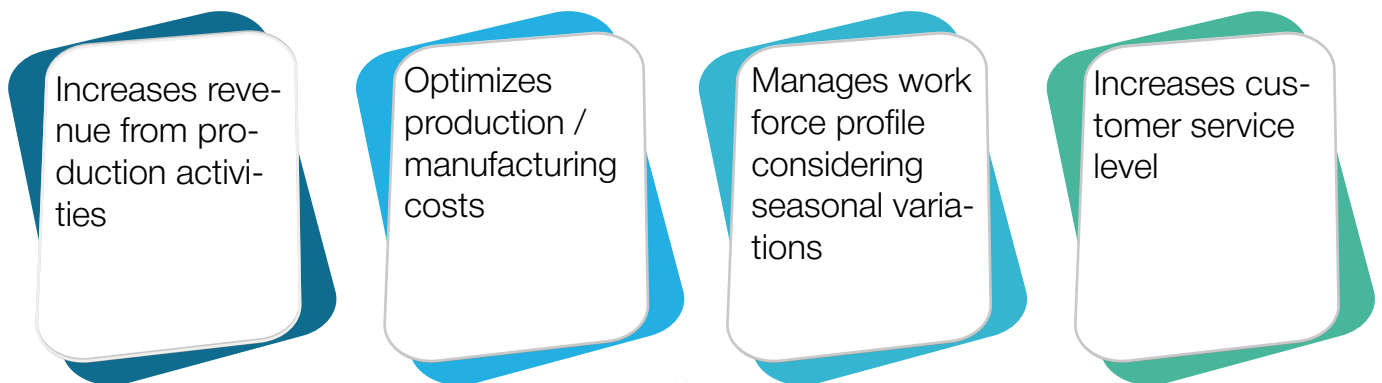 Increases reve-
nue from pro-
duction activi-
ties
Optimizes
production /
manufacturing
costs
Manages work
force profile
considering
seasonal varia-
tions
Increases cus-
tomer service
level